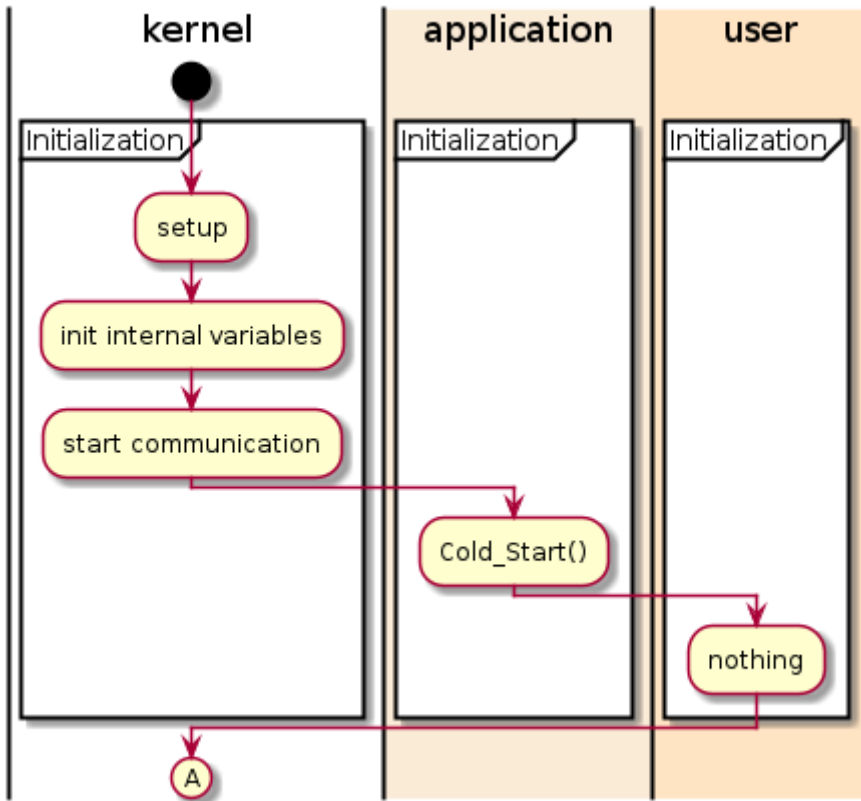 kernel
application
user
Initialization
Initialization
Initialization
setup
init internal variables
start communication
Cold_Start()
nothing
A